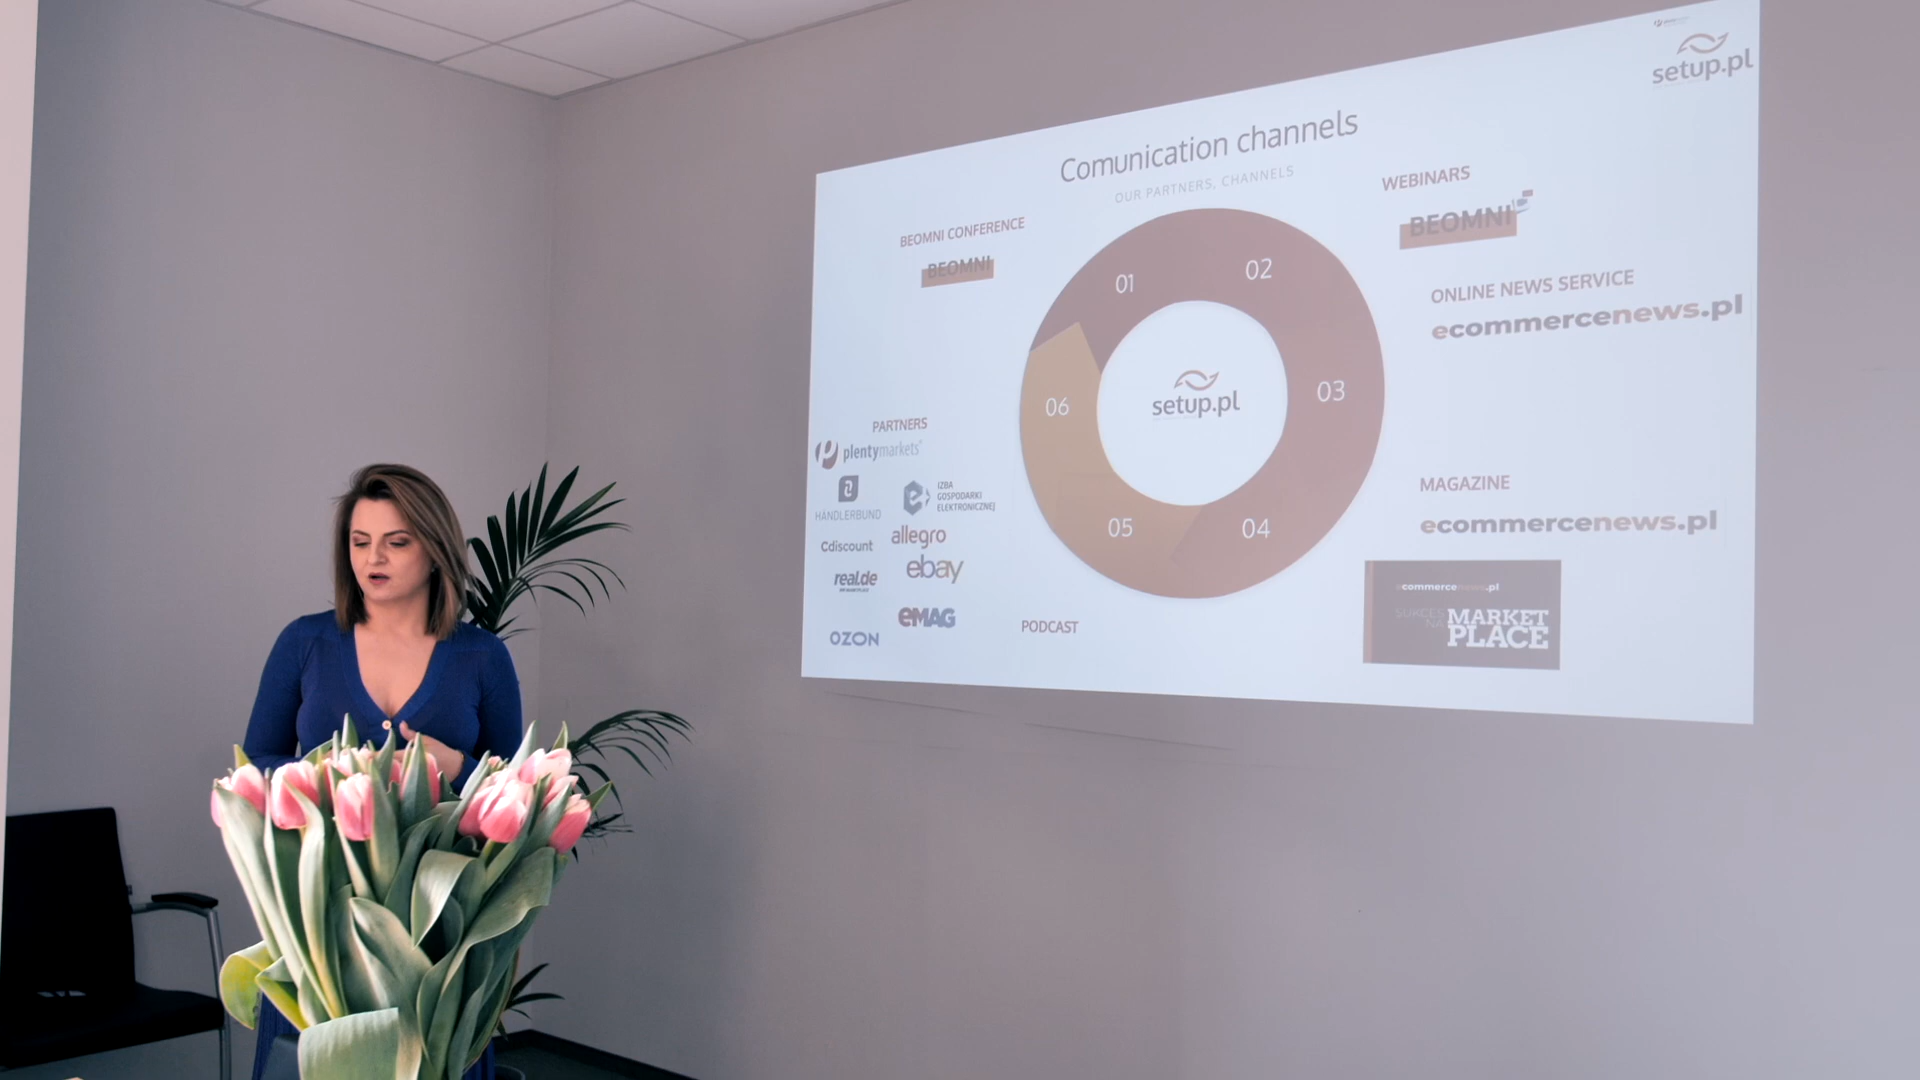 setup.pl
Comunication channels
OUR PARTNERS, CHANNELS
BEOMNI CONFERENCE
BEOMNI
WEBINARS
BEOMNI
ONLINE NEWS SERVICE
ecommercenews.pl
01
02
03
04
05
06
setup.pl
PARTNERS
plentymarkets
HÄNDLERBUND
IZBA
GOSPODARKI
ELEKTRONICZNEJ
Cdiscount
allegro
real.de
ebay
eMAG
OZON
PODCAST
MAGAZINE
ecommercenews.pl
ecommercenews.pl
SUKCES
NA
MARKET
PLACE